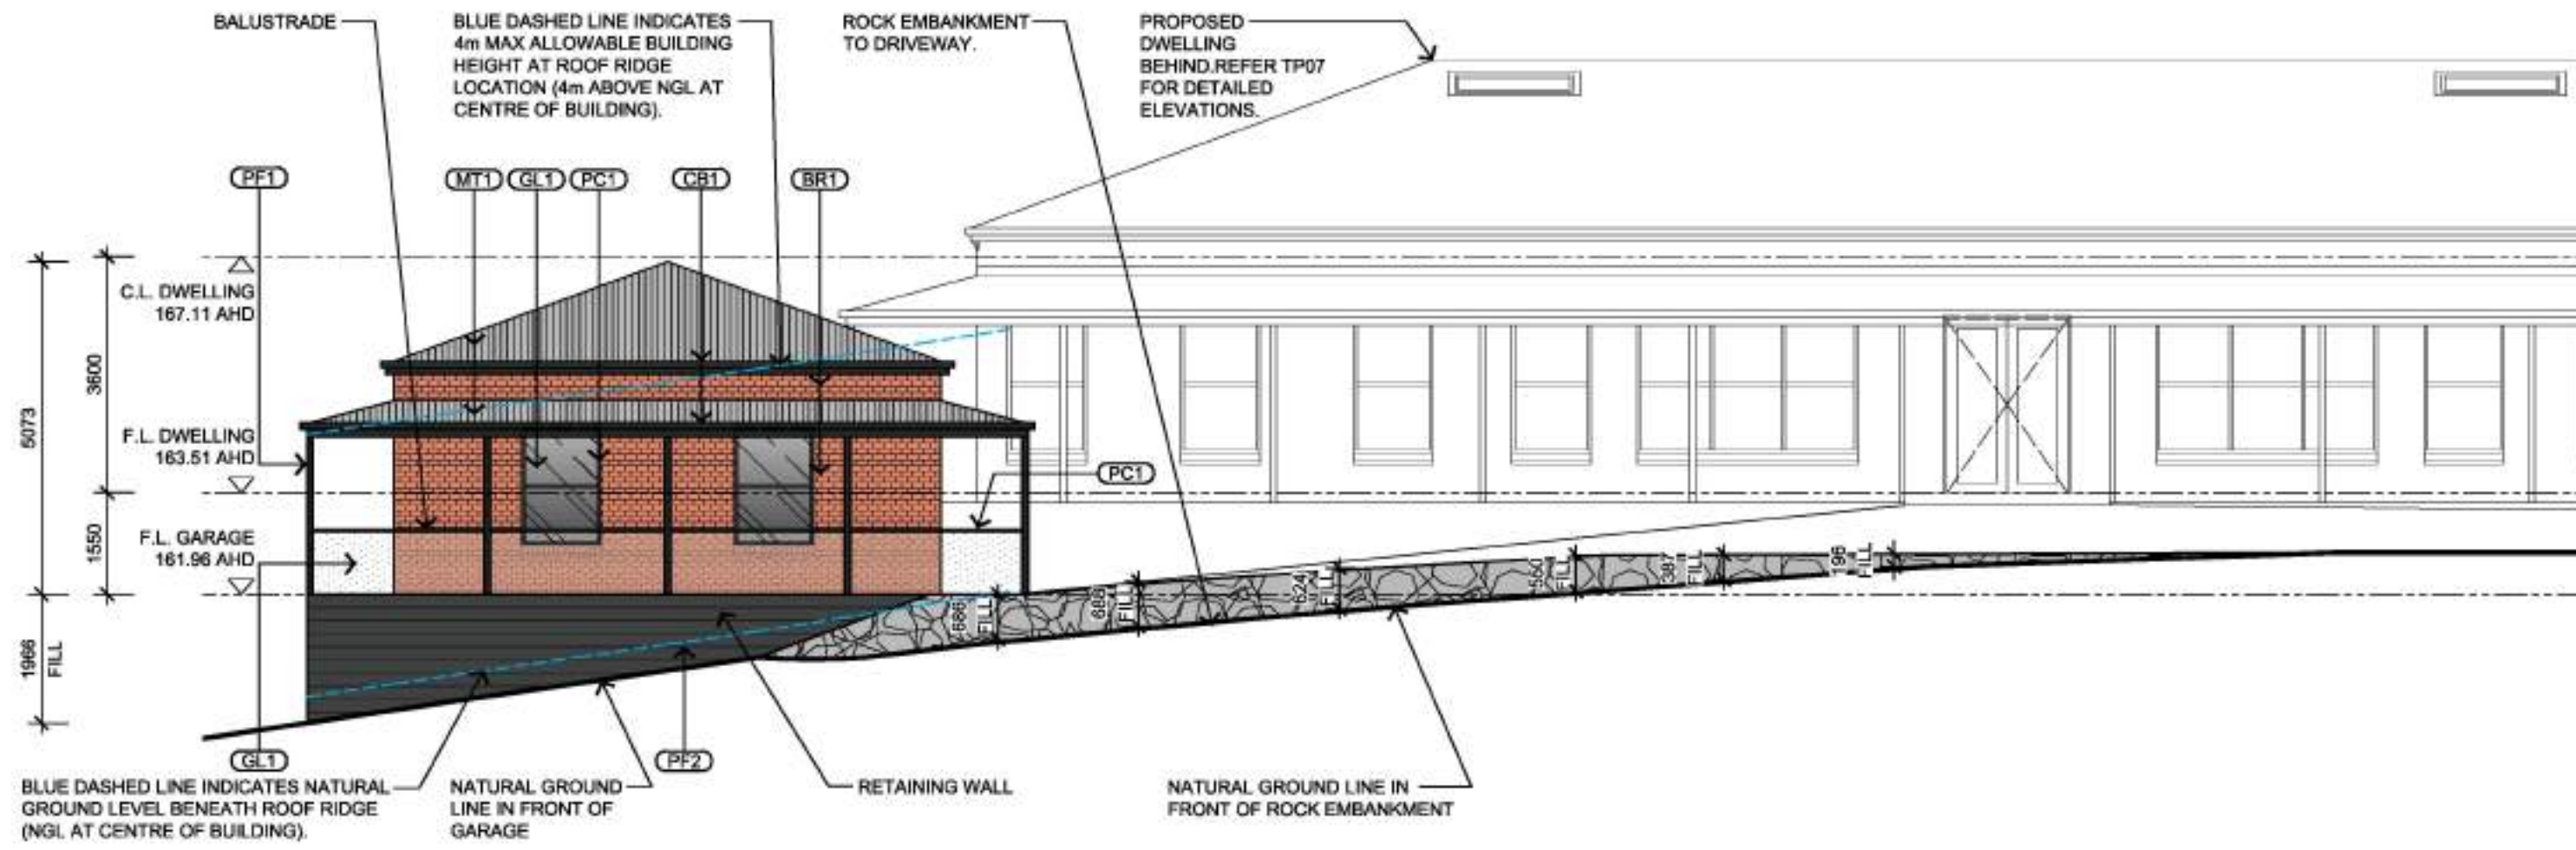 BALUSTRADE
BLUE DASHED LINE INDICATES
4m MAX ALLOWABLE BUILDING
HEIGHT AT ROOF RIDGE
LOCATION (4m ABOVE NGL AT
CENTRE OF BUILDING).
ROCK EMBANKMENT
TO DRIVEWAY.
PROPOSED
DWELLING
BEHIND.REFER TP07
FOR DETAILED
ELEVATIONS.
PF1
MT1
GL1
PC1
CB1
BR1
C.L. DWELLING
167.11 AHD
3600
5073
F.L. DWELLING
163.51 AHD
PC1
1550
F.L. GARAGE
161.96 AHD
1966
FILL
686
FILL
686
FILL
624
FILL
550
FILL
387
FILL
196
FILL
GL1
PF2
BLUE DASHED LINE INDICATES NATURAL
GROUND LEVEL BENEATH ROOF RIDGE
(NGL AT CENTRE OF BUILDING).
NATURAL GROUND
LINE IN FRONT OF
GARAGE
RETAINING WALL
NATURAL GROUND LINE IN
FRONT OF ROCK EMBANKMENT